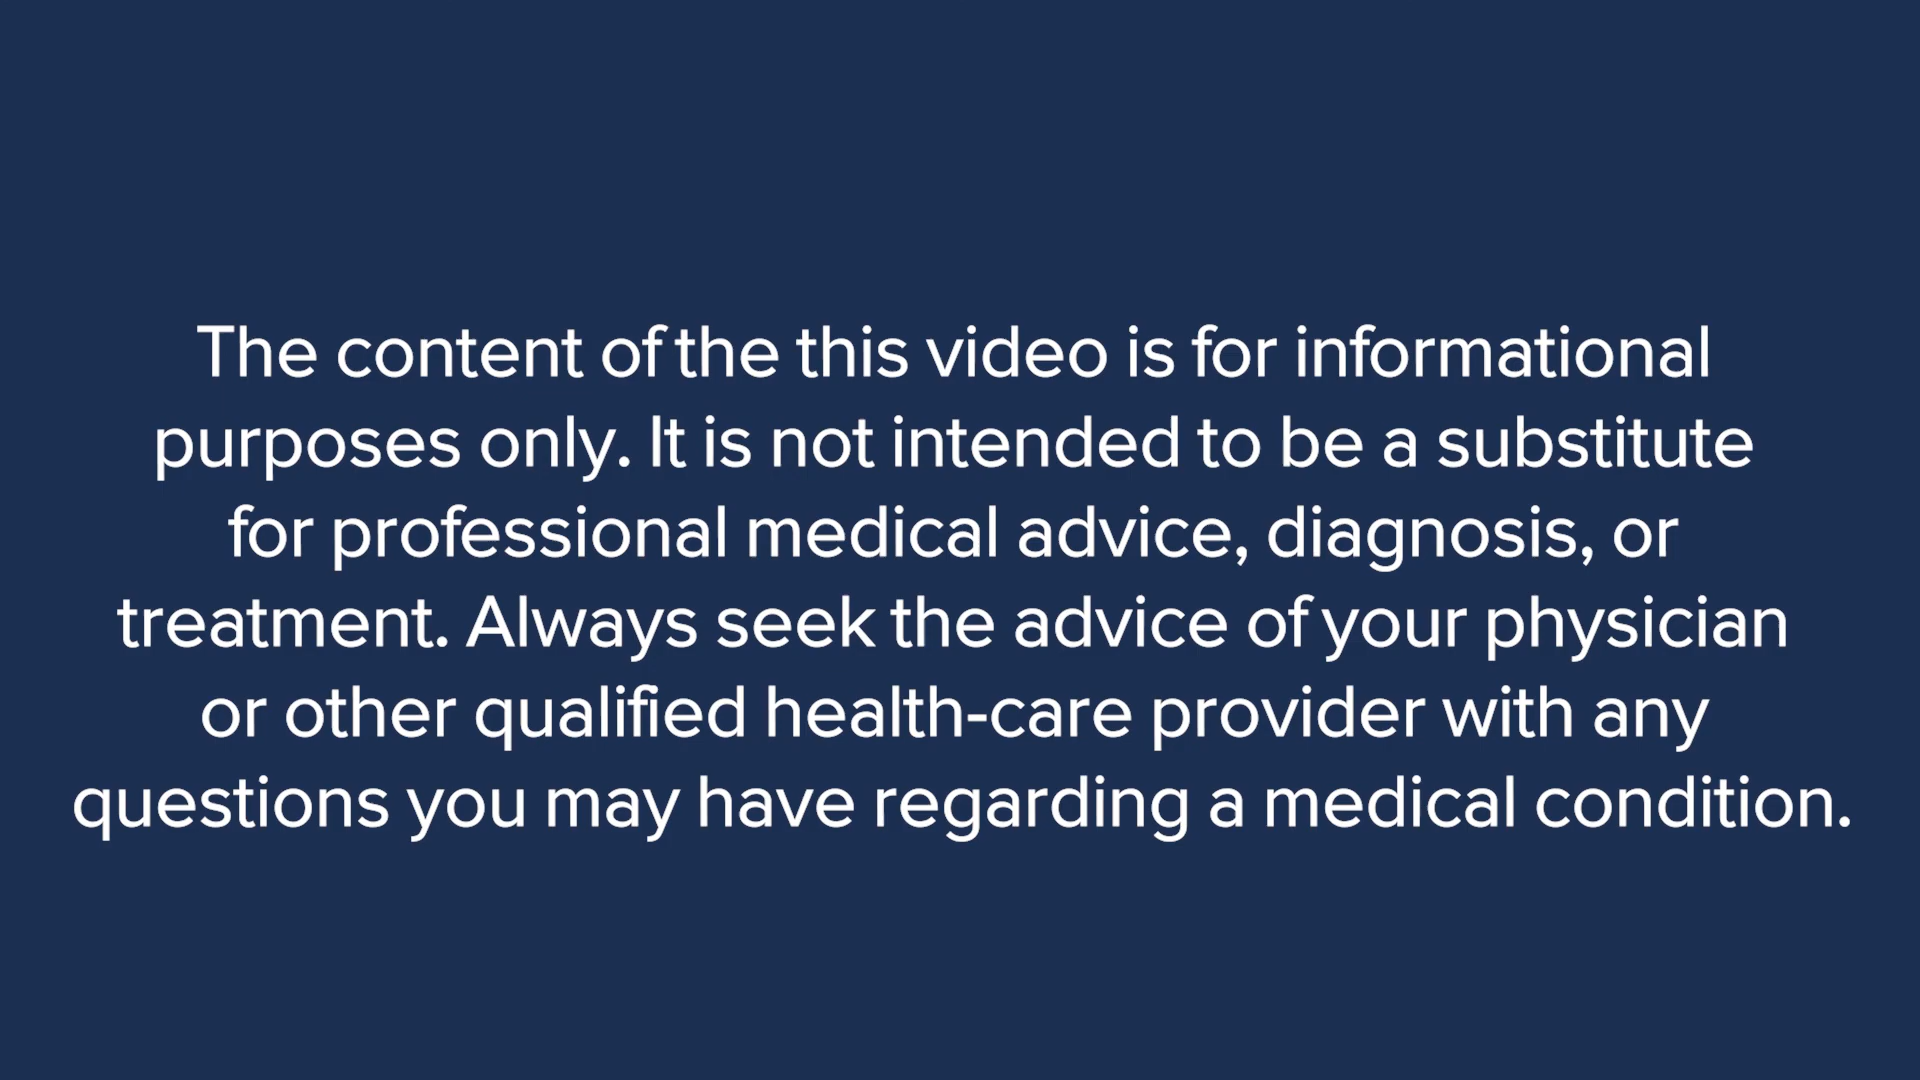 The content of the this video is for informational
purposes only. It is not intended to be a substitute
for professional medical advice, diagnosis, or
treatment. Always seek the advice of your physician
or other qualified health-care provider with any
questions you may have regarding a medical condition.